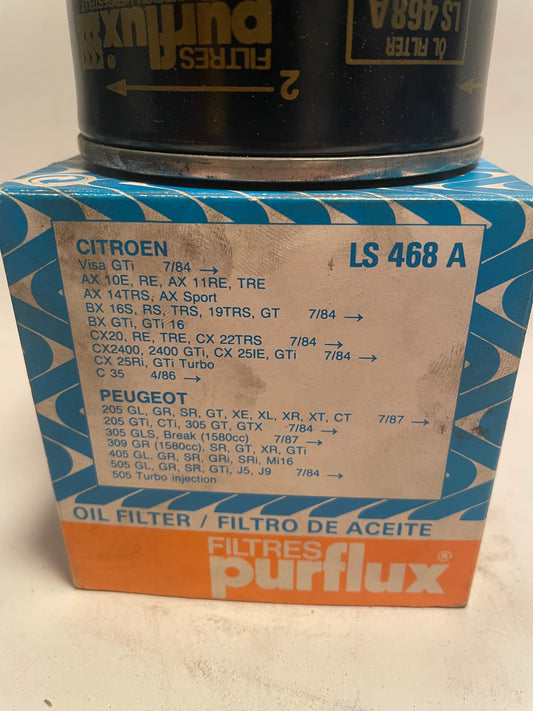 FILTRES
purflux®
2
ÖL FILTER
LS 468 A
LS 468 A
CITROEN
Visa GTi 7/84 →
AX 10E, RE, AX 11RE, TRE
AX 14TRS, AX Sport
BX 16S, RS, TRS, 19TRS, GT 7/84 →
BX GTi, GTi 16
CX20, RE, TRE, CX 22TRS 7/84 →
CX2400, 2400 GTi, CX 25IE, GTi 7/84 →
CX 25Ri, GTi Turbo
C 35 4/86 →
PEUGEOT
205 GL, GR, SR, GT, XE, XL, XR, XT, CT 7/87 →
205 GTi, CTi, 305 GT, GTX 7/84 →
305 GLS, Break (1580cc) 7/87 →
309 GR (1580cc), SR, GT, XR, GTi
405 GL, GR, SR, GRi, SRi, Mi16
505 GL, GR, SR, GTi, J5, J9 7/84 →
505 Turbo injection
OIL FILTER / FILTRO DE ACEITE
FILTRES
purflux®